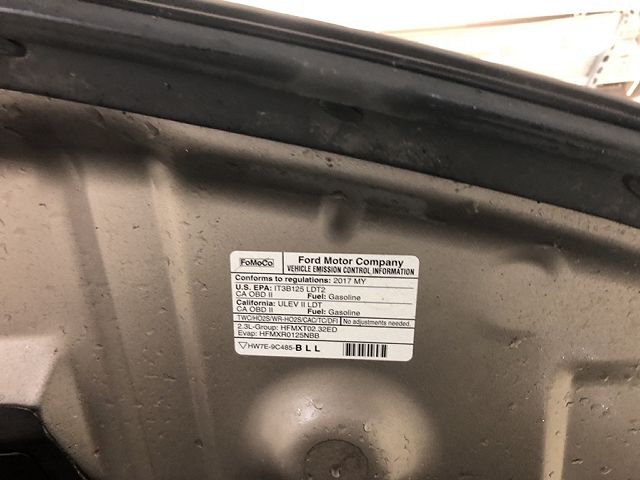 FoMoCo
Ford Motor Company
VEHICLE EMISSION CONTROL INFORMATION
Conforms to regulations: 2017 MY
U.S. EPA: IT3B125 LDT2
CA OBD II Fuel: Gasoline
California: ULEV II LDT
CA OBD II Fuel: Gasoline
TWC/HO2S/WR-HO2S/CAC/TC/DFI No adjustments needed.
2.3L-Group: HFMXT02.32ED
Evap: HFMXR0125NBB
HW7E-9C485-BLL